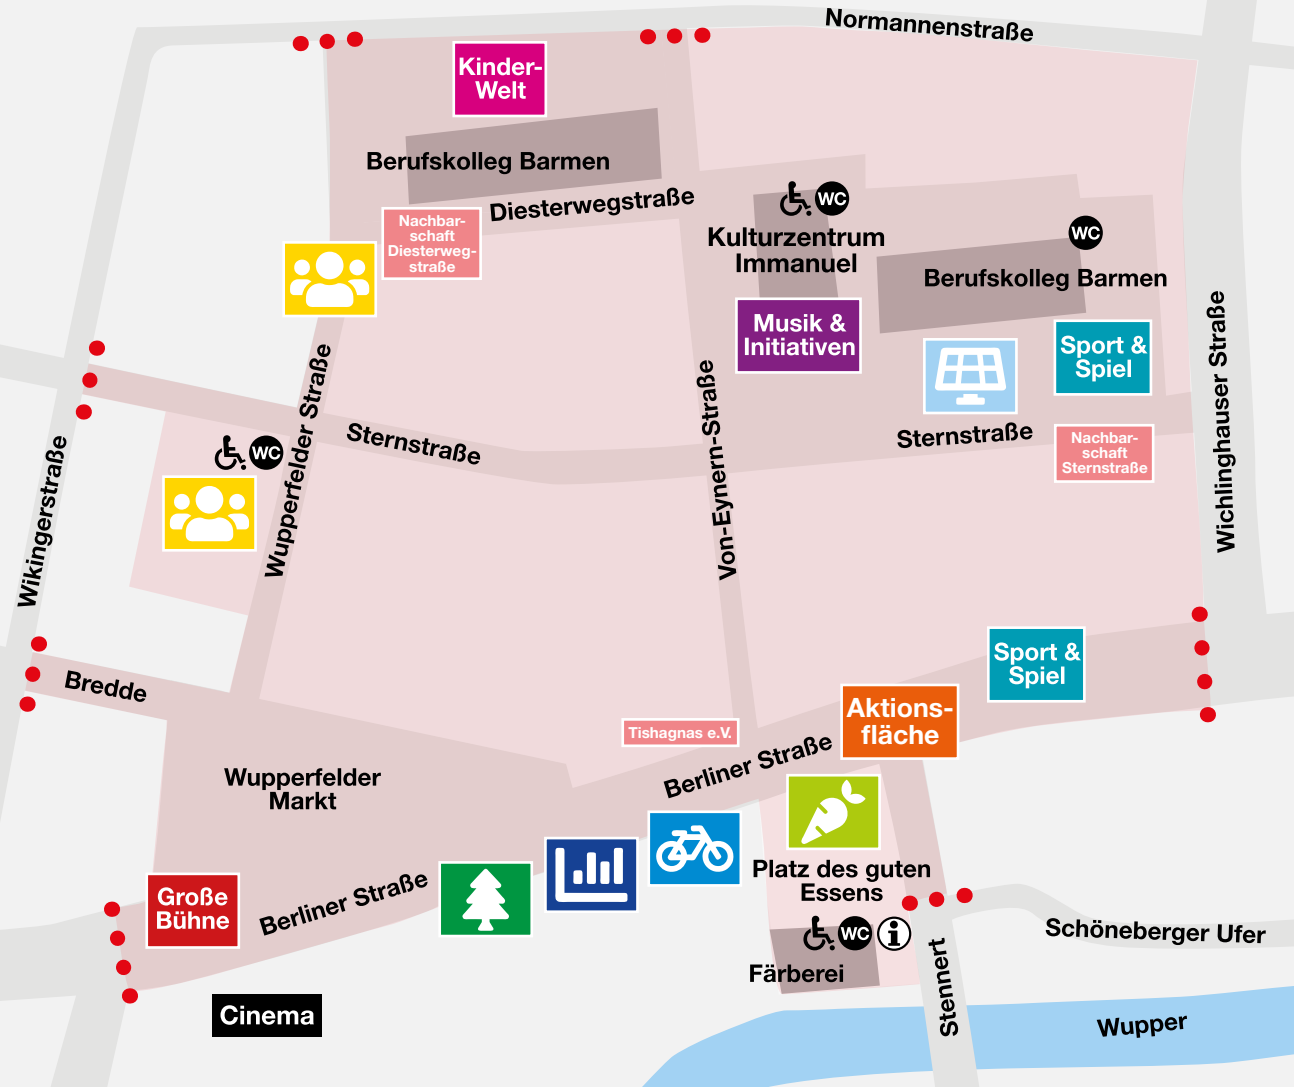 Normannenstraße
Kinder-
Welt
Berufskolleg Barmen
Diesterwegstraße
Nachbar-
schaft
Diesterweg-
straße
WC
Kulturzentrum
Immanuel
WC
Berufskolleg Barmen
Musik &
Initiativen
Sport &
Spiel
Wichlinghauser Straße
Wupperfelder Straße
Von-Eynern-Straße
Sternstraße
Sternstraße
Nachbar-
schaft
Sternstraße
WC
Wikingerstraße
Bredde
Sport &
Spiel
Aktions-
fläche
Tishagnas e.V.
Berliner Straße
Wupperfelder
Markt
Platz des guten
Essens
Große
Bühne
Berliner Straße
WC
i
Färberei
Schöneberger Ufer
Stennert
Cinema
Wupper